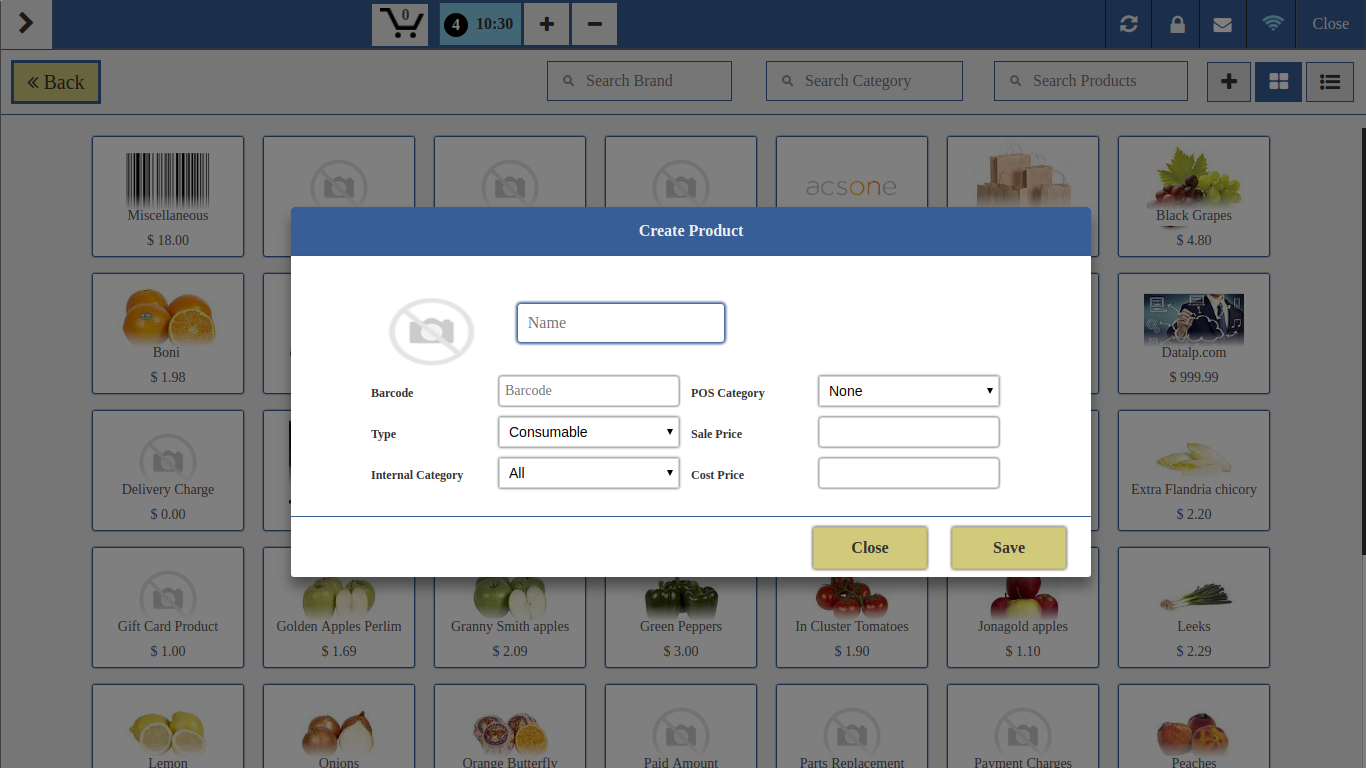 0
4 10:30
Close
Back
Search Brand
Search Category
Search Products
Miscellaneous
$ 18.00
acsone
Black Grapes
$ 4.80
Create Product
Name
Barcode
Barcode
POS Category
None
Type
Consumable
Sale Price
Internal Category
All
Cost Price
Close
Save
Boni
$ 1.98
Datalp.com
$ 999.99
Delivery Charge
$ 0.00
Extra Flandria chicory
$ 2.20
Gift Card Product
$ 1.00
Golden Apples Perlim
$ 1.69
Granny Smith apples
$ 2.09
Green Peppers
$ 3.00
In Cluster Tomatoes
$ 1.90
Jonagold apples
$ 1.10
Leeks
$ 2.29
Lemon
Onions
Orange Butterfly
Paid Amount
Parts Replacement
Payment Charges
Peaches